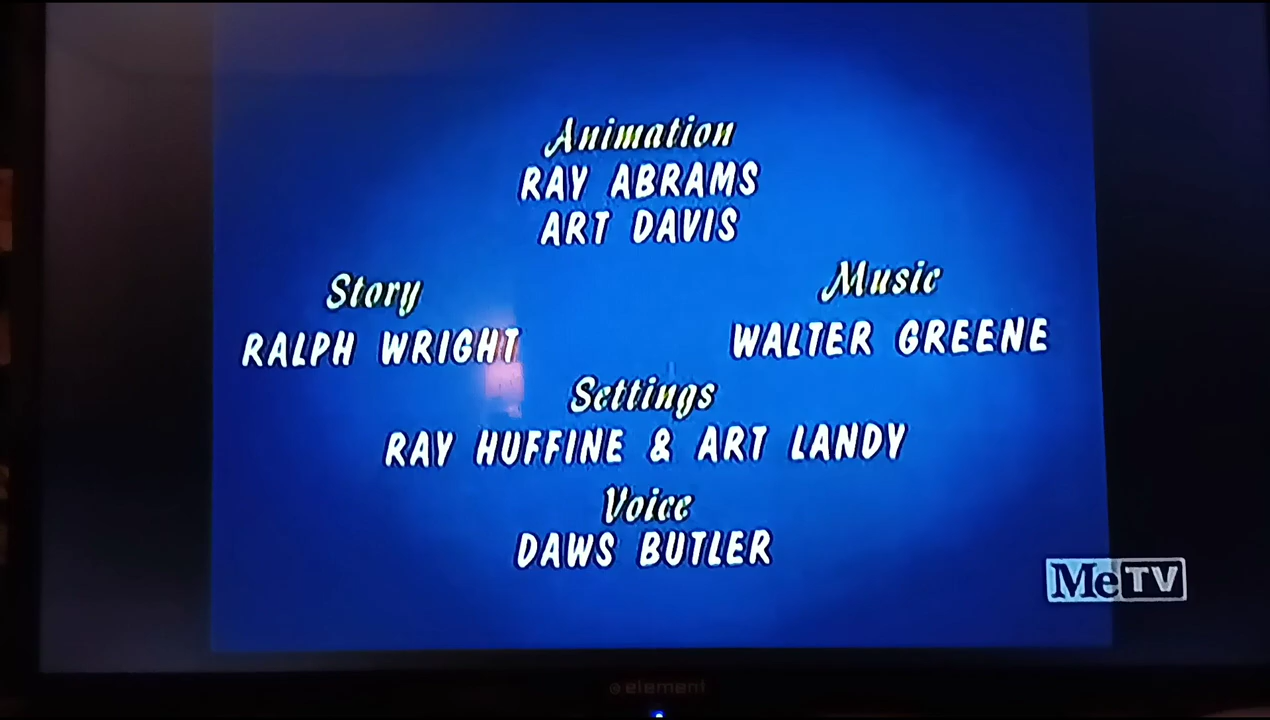 Animation
RAY ABRAMS
ART DAVIS
Story
RALPH WRIGHT
Music
WALTER GREENE
Settings
RAY HUFFINE & ART LANDY
Voice
DAWS BUTLER
MeTV
element